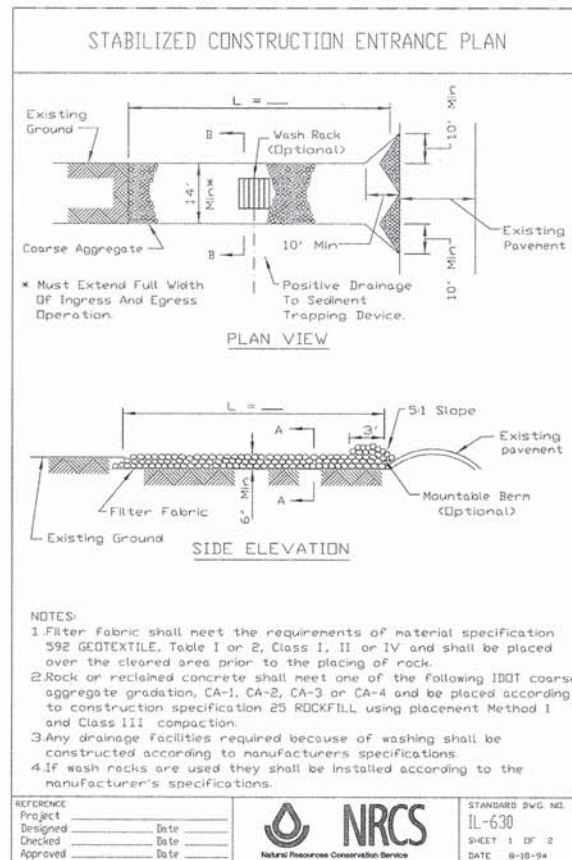 STABILIZED CONSTRUCTION ENTRANCE PLAN
L = ___
Existing
Ground
B
Wash Rack
(Optional)
10' Min
14'
Min*
Coarse Aggregate
B
10' Min
Existing
Pavement
10' Min
* Must Extend Full Width
Of Ingress And Egress
Operation.
Positive Drainage
To Sediment
Trapping Device.
PLAN VIEW
L = ___
A
3'
5:1 Slope
Existing
pavement
Filter Fabric
6" Min
A
Mountable Berm
(Optional)
Existing Ground
SIDE ELEVATION
NOTES:
1.Filter fabric shall meet the requirements of material specification
592 GEOTEXTILE, Table I or 2, Class I, II or IV and shall be placed
over the cleared area prior to the placing of rock.
2.Rock or reclaimed concrete shall meet one of the following IDOT coarse
aggregate gradation, CA-1, CA-2, CA-3 or CA-4 and be placed according
to construction specification 25 ROCKFILL using placement Method 1
and Class III compaction.
3.Any drainage facilities required because of washing shall be
constructed according to manufacturers specifications.
4.If wash racks are used they shall be installed according to the
manufacturer's specifications.
REFERENCE
Project
Designed Date
Checked Date
Approved Date
NRCS
Natural Resources Conservation Service
STANDARD DWG. NO.
IL-630
SHEET 1 OF 2
DATE 8-18-94